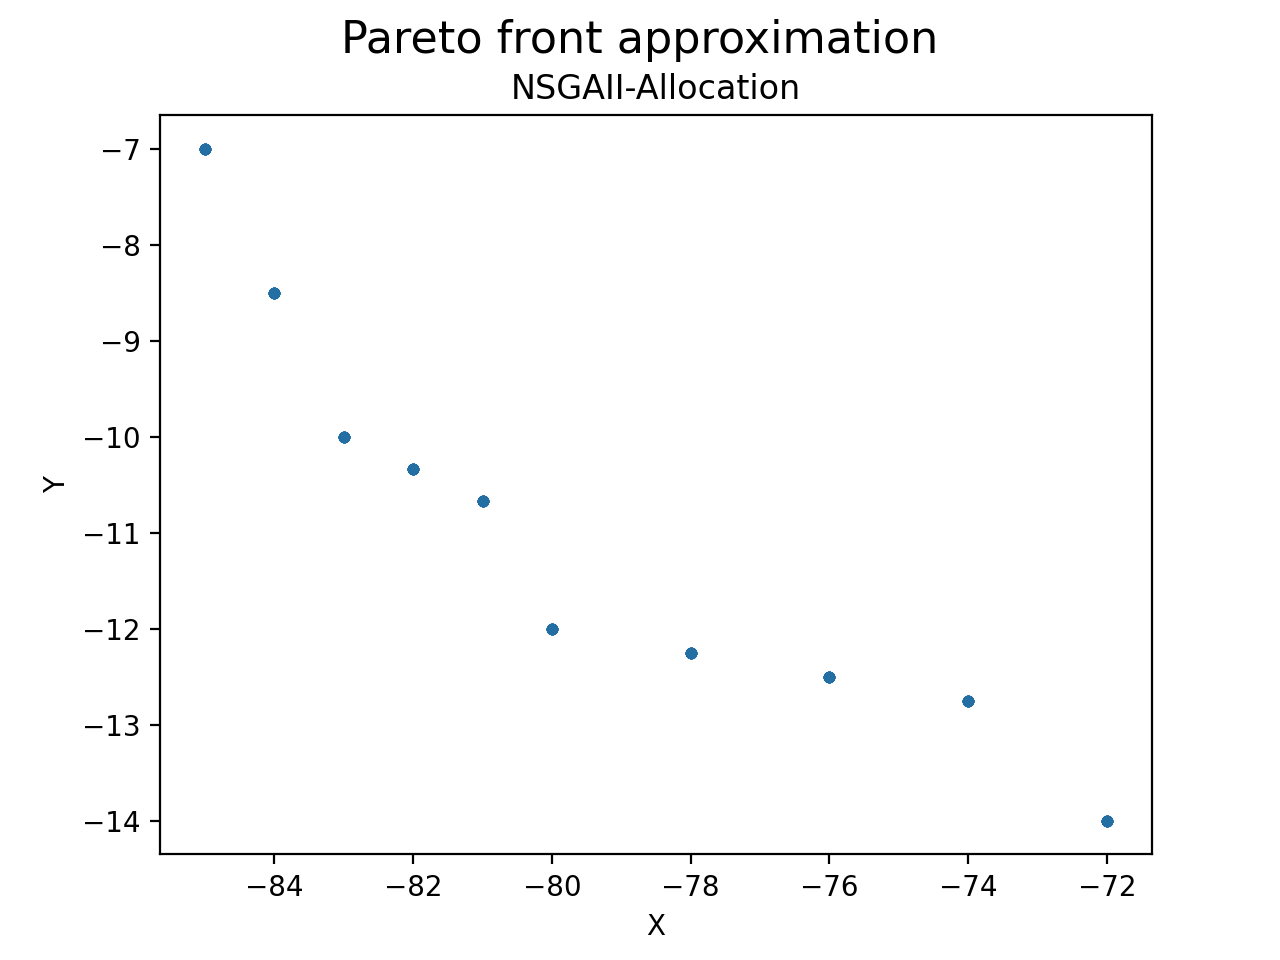 Pareto front approximation
NSGAII-Allocation
−7
−8
−9
−10
−11
−12
−13
−14
Y
−84 −82 −80 −78 −76 −74 −72
X